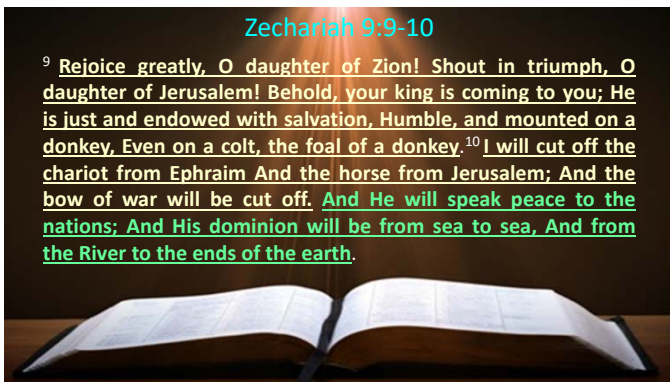 Zechariah 9:9-10
9 Rejoice greatly, O daughter of Zion! Shout in triumph, O
daughter of Jerusalem! Behold, your king is coming to you; He
is just and endowed with salvation, Humble, and mounted on a
donkey, Even on a colt, the foal of a donkey.10 I will cut off the
chariot from Ephraim And the horse from Jerusalem; And the
bow of war will be cut off. And He will speak peace to the
nations; And His dominion will be from sea to sea, And from
the River to the ends of the earth.